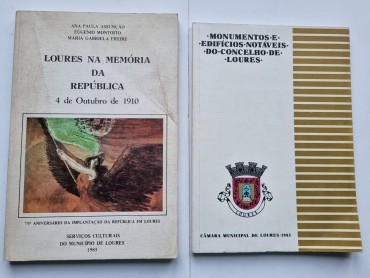 ANA PAULA ASSUNÇÃO
EUGÉNIO MONTOITO
MARIA GABRIELA FREIRE
LOURES NA MEMÓRIA
DA
REPÚBLICA
4 de Outubro de 1910
75º ANIVERSÁRIO DA IMPLANTAÇÃO DA REPÚBLICA EM LOURES
SERVIÇOS CULTURAIS
DO MUNICÍPIO DE LOURES
1985
·MONUMENTOS·E·
·EDIFÍCIOS·NOTÁVEIS·
·DO·CONCELHO·DE·
·LOURES·
LOURES
CÂMARA MUNICIPAL DE LOURES·1983